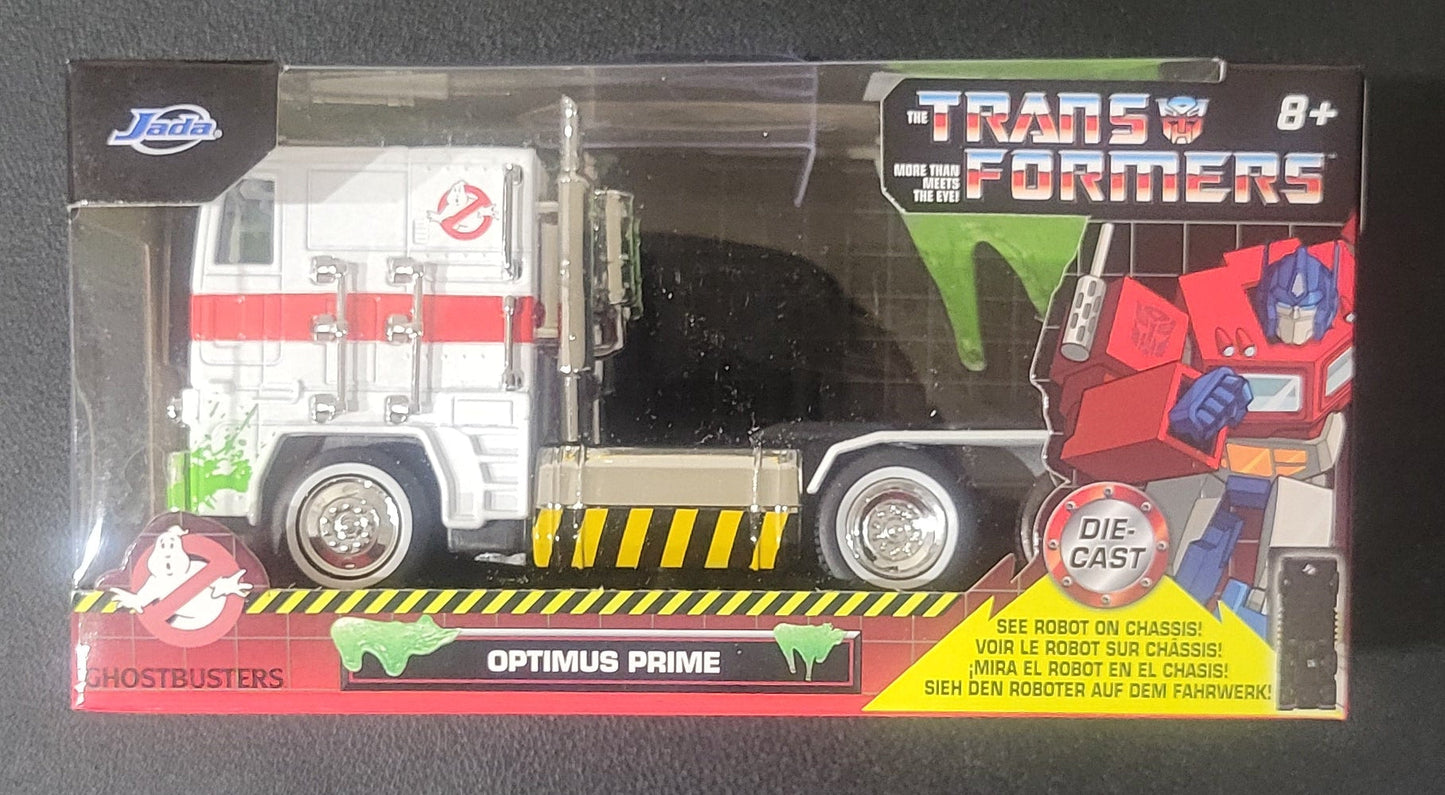 Jada
THE TRANS
FORMERS
MORE THAN
MEETS
THE EYE!
8+
DIE-
CAST
GHOSTBUSTERS
OPTIMUS PRIME
SEE ROBOT ON CHASSIS!
VOIR LE ROBOT SUR CHÂSSIS!
¡MIRA EL ROBOT EN EL CHASIS!
SIEH DEN ROBOTER AUF DEM FAHRWERK!